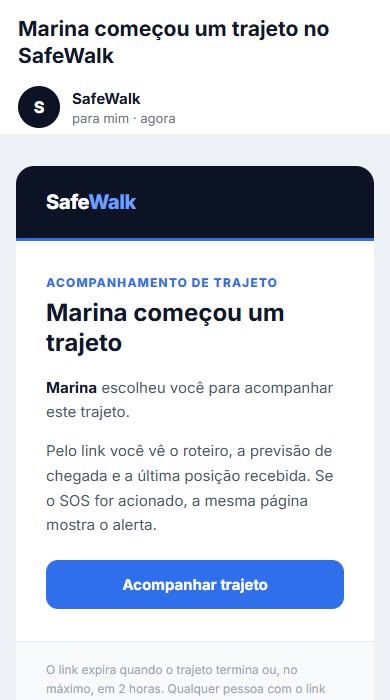 Marina começou um trajeto no
SafeWalk
S
SafeWalk
para mim · agora
SafeWalk
ACOMPANHAMENTO DE TRAJETO
Marina começou um
trajeto
Marina escolheu você para acompanhar
este trajeto.
Pelo link você vê o roteiro, a previsão de
chegada e a última posição recebida. Se
o SOS for acionado, a mesma página
mostra o alerta.
Acompanhar trajeto
O link expira quando o trajeto termina ou, no
máximo, em 2 horas. Qualquer pessoa com o link